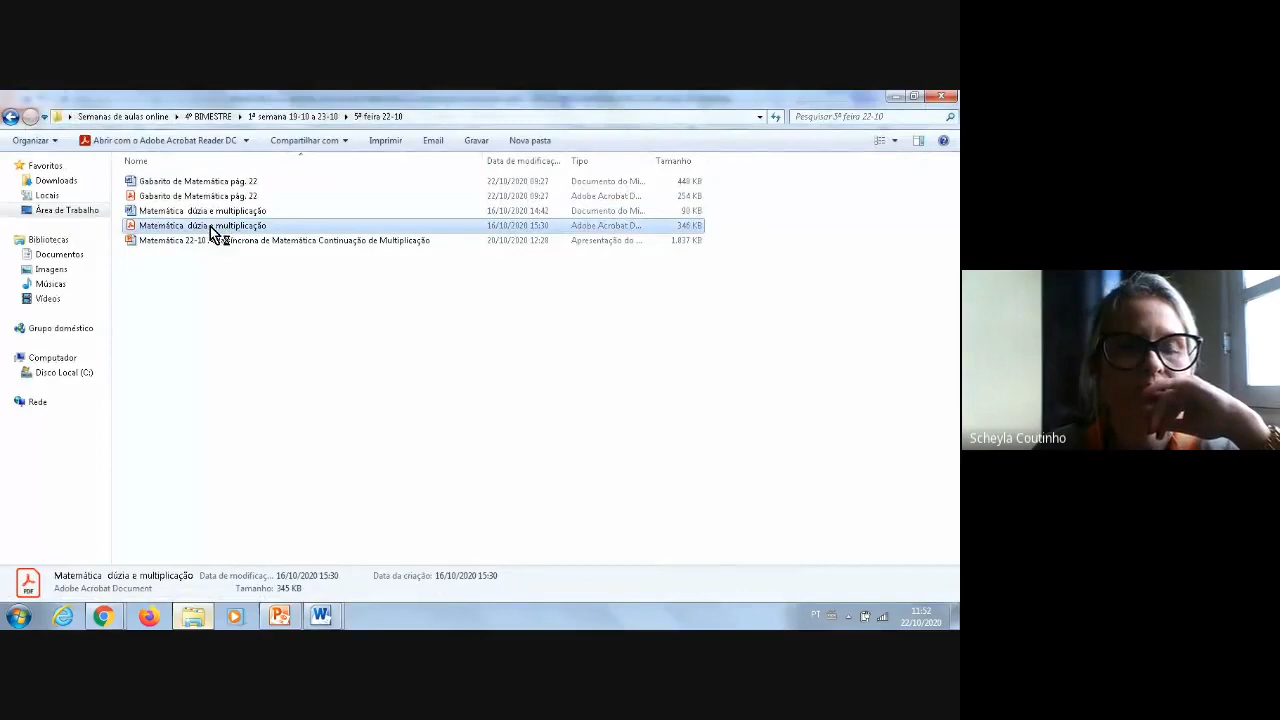 Semanas de aulas online ▸ 4º BIMESTRE ▸ 1ª semana 19-10 a 23-10 ▸ 5ª feira 22-10
Pesquisar 5ª feira 22-10
Organizar Abrir com o Adobe Acrobat Reader DC Compartilhar com Imprimir Email Gravar Nova pasta
Nome Data de modificaç... Tipo Tamanho
Favoritos
Downloads
Locais
Área de Trabalho
Bibliotecas
Documentos
Imagens
Músicas
Vídeos
Grupo doméstico
Computador
Disco Local (C:)
Rede
Gabarito de Matemática pág. 22 22/10/2020 09:27 Documento do Mi... 448 KB
Gabarito de Matemática pág. 22 22/10/2020 09:27 Adobe Acrobat D... 254 KB
Matemática dúzia e multiplicação 16/10/2020 14:42 Documento do Mi... 98 KB
Matemática dúzia e multiplicação 16/10/2020 15:30 Adobe Acrobat D... 346 KB
Matemática 22-10 de Matemática Continuação de Multiplicação 20/10/2020 12:28 Apresentação do ... 1.837 KB
Scheyla Coutinho
Matemática dúzia e multiplicação Data de modificaç... 16/10/2020 15:30 Data da criação: 16/10/2020 15:30
Adobe Acrobat Document Tamanho: 345 KB
PDF
PT
11:52
22/10/2020